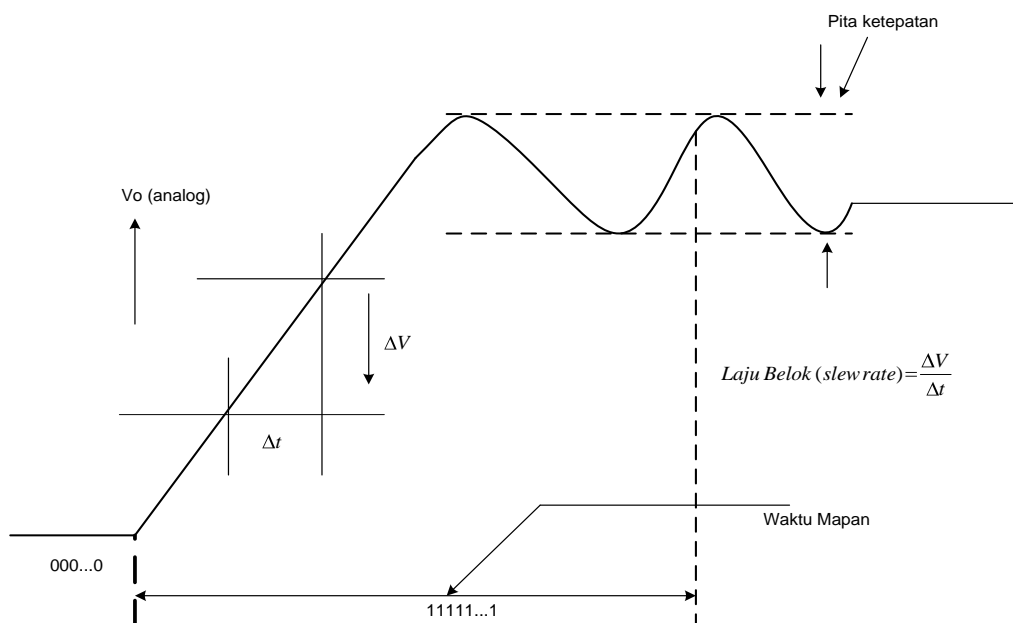 Pita ketepatan
Vo (analog)
ΔV
Laju Belok (slew rate) = ΔV/Δt
Δt
Waktu Mapan
000...0
11111...1